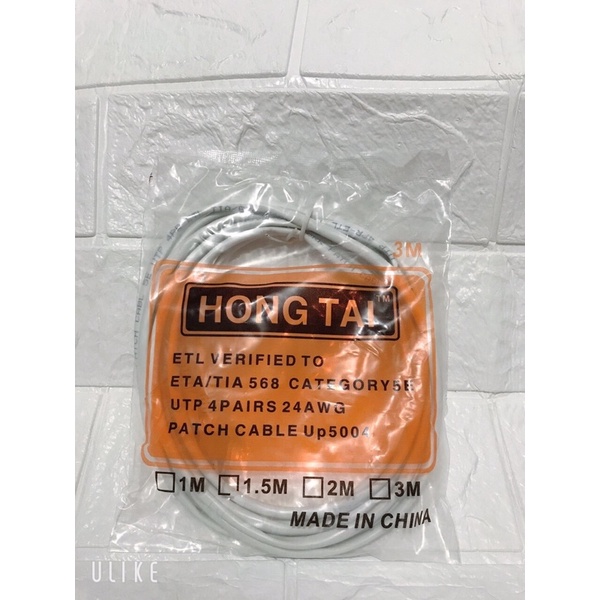 3M
HONG TAI™
ETL VERIFIED TO
ETA/TIA 568 CATEGORY5E
UTP 4PAIRS 24AWG
PATCH CABLE Up5004
1M 1.5M 2M 3M
MADE IN CHINA
ULIKE